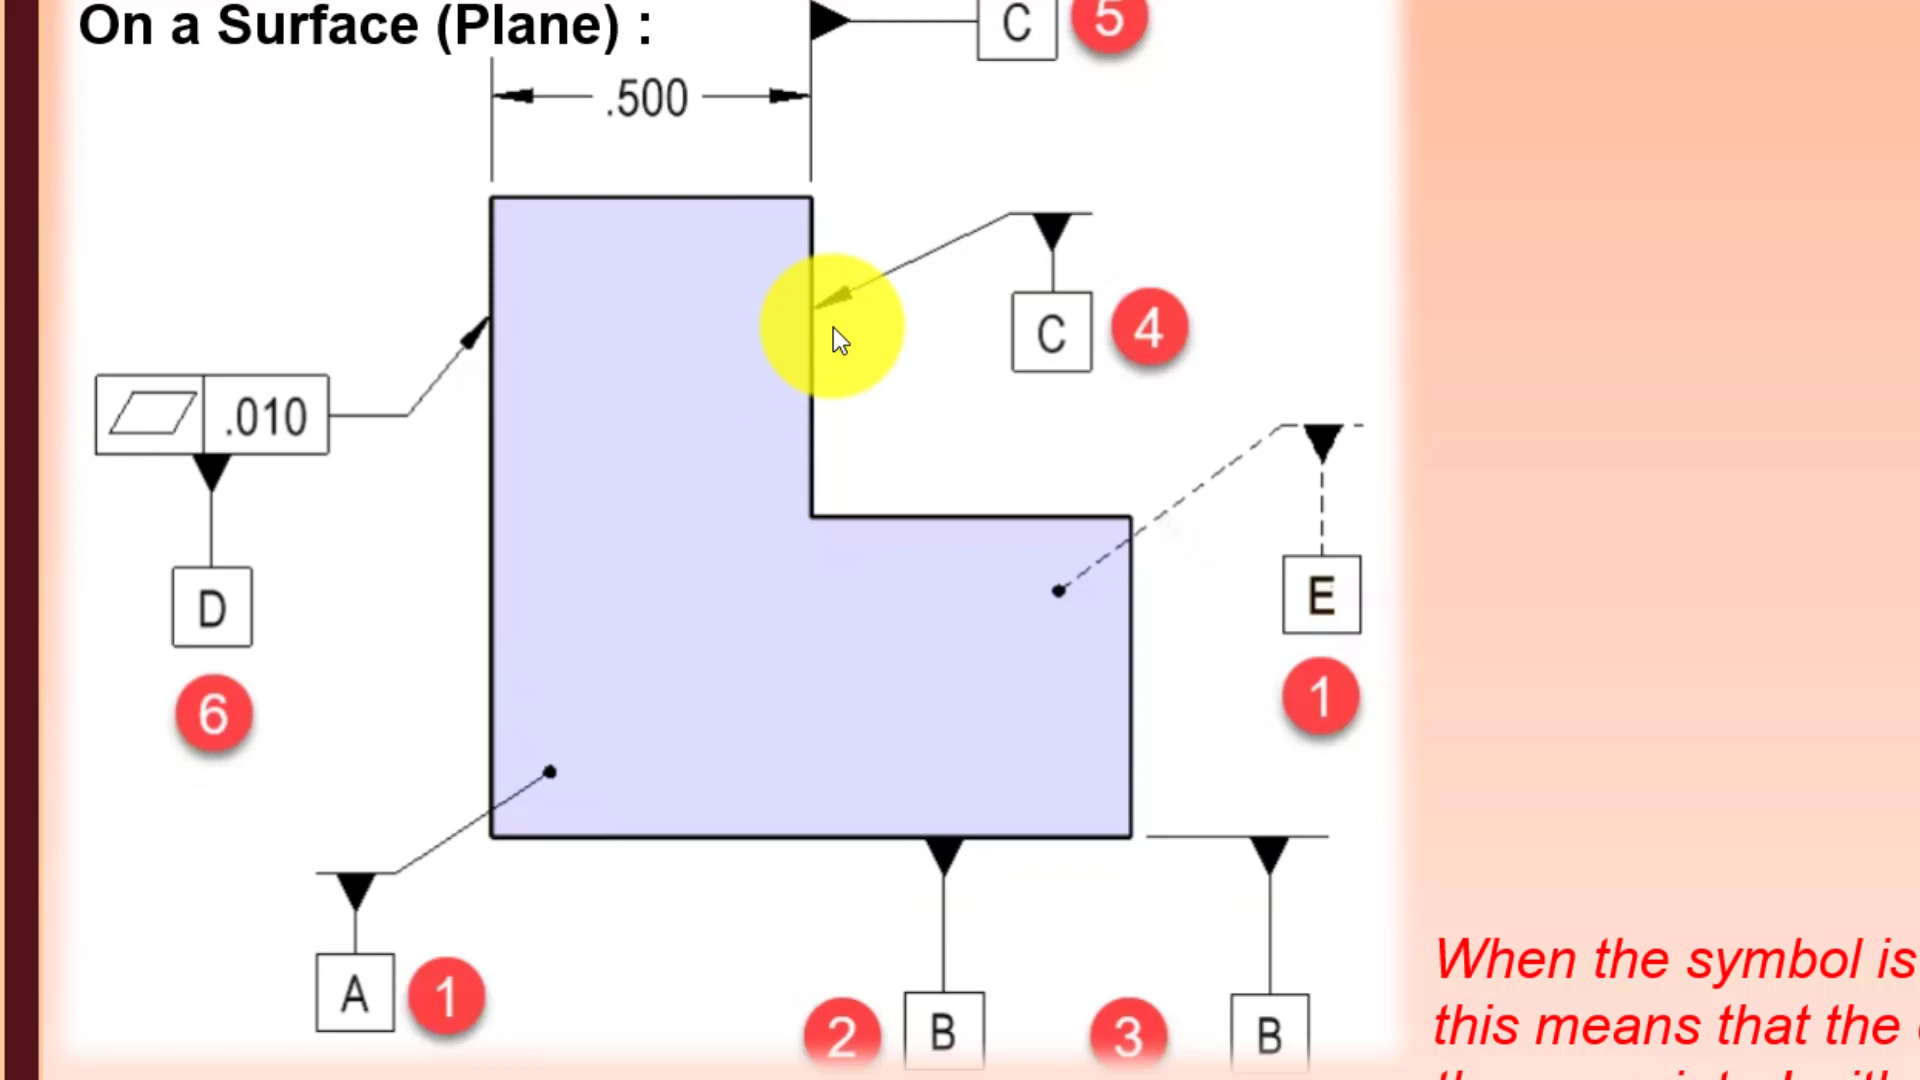 On a Surface (Plane) :
C
5
.500
C
4
.010
D
6
E
1
A
1
2
B
3
B
When the symbol is
this means that the